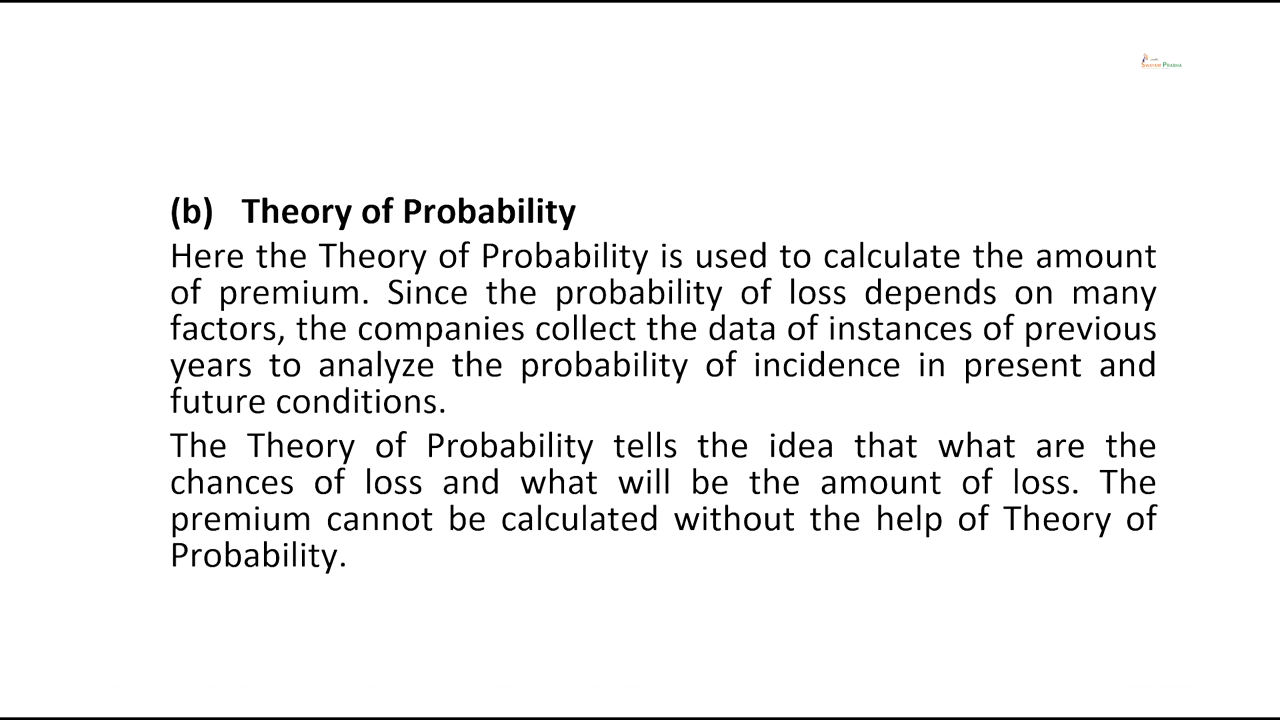 SWAYAM PRABHA
(b) Theory of Probability
Here the Theory of Probability is used to calculate the amount
of premium. Since the probability of loss depends on many
factors, the companies collect the data of instances of previous
years to analyze the probability of incidence in present and
future conditions.
The Theory of Probability tells the idea that what are the
chances of loss and what will be the amount of loss. The
premium cannot be calculated without the help of Theory of
Probability.